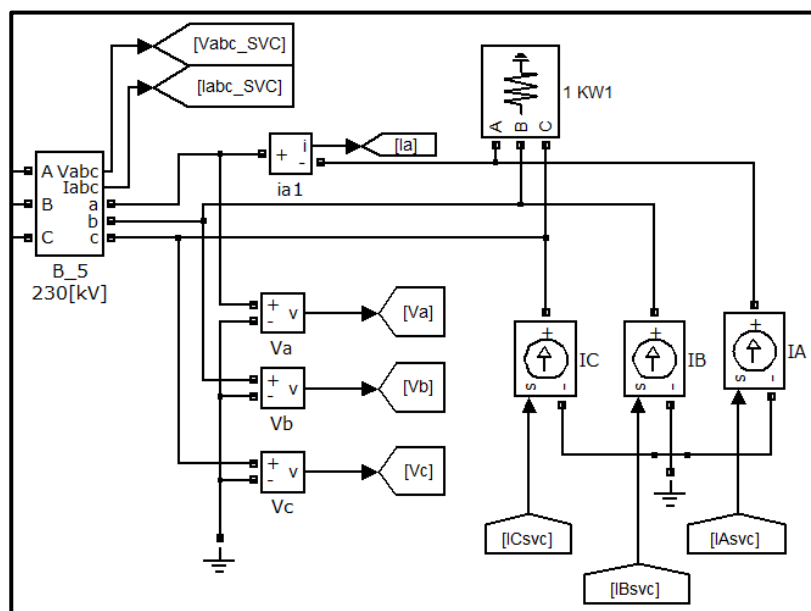 [Vabc_SVC]
[Iabc_SVC]
1 KW1
A B C
A Vabc
Iabc
B a
b
C c
B_5
230[kV]
+ i
-
ia1
[Ia]
+ v
-
Va
[Va]
+ v
-
Vb
[Vb]
+ v
-
Vc
[Vc]
+
s -
IC
+
s -
IB
+
s -
IA
[ICsvc]
[IBsvc]
[IAsvc]